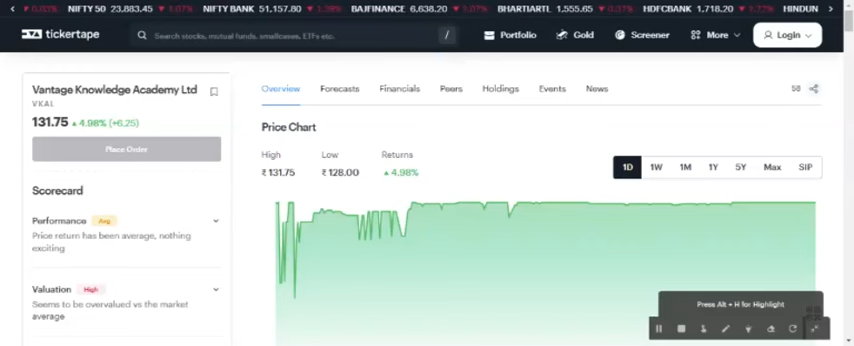 NIFTY 50 23,883.45 ▼ 1.07% NIFTY BANK 51,157.80 ▼ 1.39% BAJFINANCE 6,638.20 ▼ 1.07% BHARTIARTL 1,555.65 ▼ 0.37% HDFCBANK 1,718.20 ▼ HINDUN
tickertape Search stocks, mutual funds, smallcases, ETFs etc. / Portfolio Gold Screener More Login
Vantage Knowledge Academy Ltd
VKAL
131.75 ▲ 4.98% (+6.25)
Place Order
Scorecard
Performance Avg
Price return has been average, nothing
exciting
Valuation High
Seems to be overvalued vs the market
average
Overview Forecasts Financials Peers Holdings Events News 58
Price Chart
High Low Returns
₹ 131.75 ₹ 128.00 ▲ 4.98%
1D 1W 1M 1Y 5Y Max SIP
Press Alt + H for Highlight